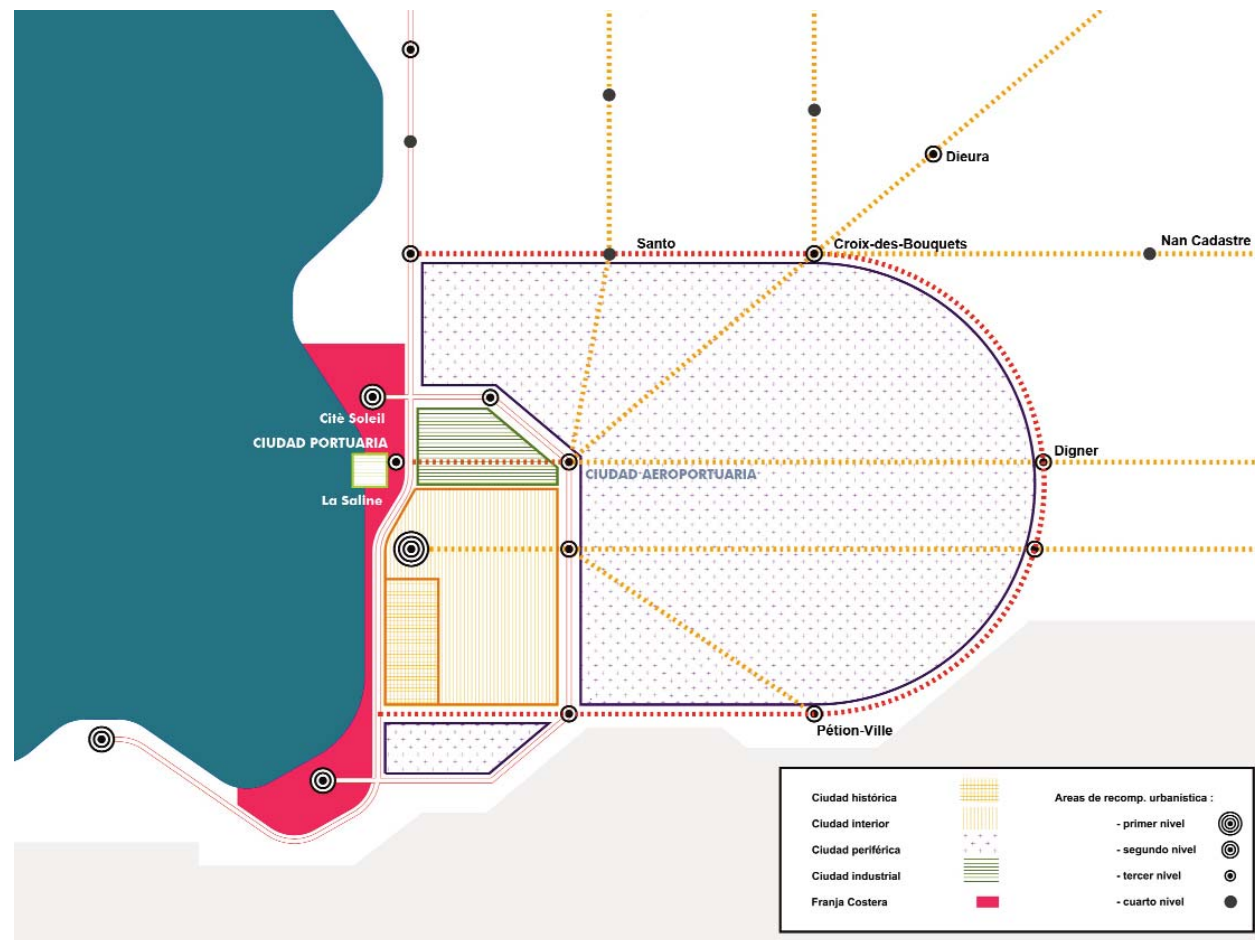 Dieura
Santo
Croix-des-Bouquets
Nan Cadastre
Citè Soleil
CIUDAD PORTUARIA
Digner
CIUDAD AEROPORTUARIA
La Saline
Pétion-Ville
Ciudad histórica
Ciudad interior
Ciudad periférica
Ciudad industrial
Franja Costera
Areas de recomp. urbanistica :
- primer nivel
- segundo nivel
- tercer nivel
- cuarto nivel